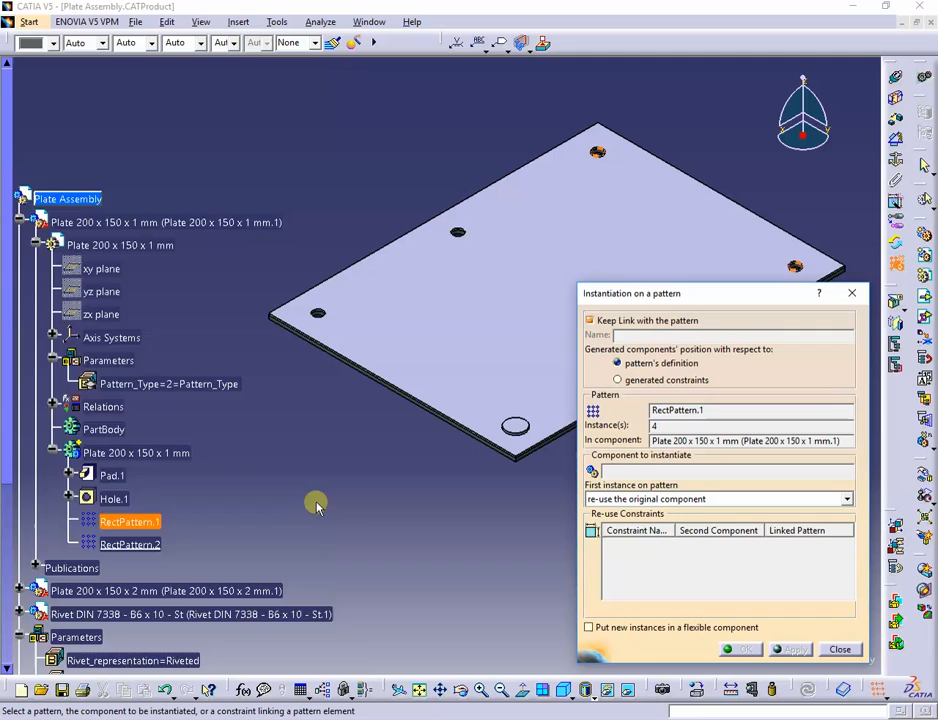 CATIA V5 - [Plate Assembly.CATProduct]
Start
ENOVIA V5 VPM
File
Edit
View
Insert
Tools
Analyze
Window
Help
Auto
Auto
Auto
Aut
Aut
None
ABC
Plate Assembly
Plate 200 x 150 x 1 mm (Plate 200 x 150 x 1 mm.1)
Plate 200 x 150 x 1 mm
xy plane
yz plane
zx plane
Axis Systems
Parameters
Pattern_Type=2=Pattern_Type
Relations
PartBody
Plate 200 x 150 x 1 mm
Pad.1
Hole.1
RectPattern.1
RectPattern.2
Publications
Plate 200 x 150 x 2 mm (Plate 200 x 150 x 2 mm.1)
Rivet DIN 7338 - B6 x 10 - St (Rivet DIN 7338 - B6 x 10 - St.1)
Parameters
Rivet_representation=Riveted
Instantiation on a pattern
?
Keep Link with the pattern
Name:
Generated components' position with respect to:
pattern's definition
generated constraints
Pattern
RectPattern.1
Instance(s):
4
In component:
Plate 200 x 150 x 1 mm (Plate 200 x 150 x 1 mm.1)
Component to instantiate
First instance on pattern
re-use the original component
Re-use Constraints
Constraint Na...
Second Component
Linked Pattern
Put new instances in a flexible component
OK
Apply
Close
f(x)
Select a pattern, the component to be instantiated, or a constraint linking a pattern element